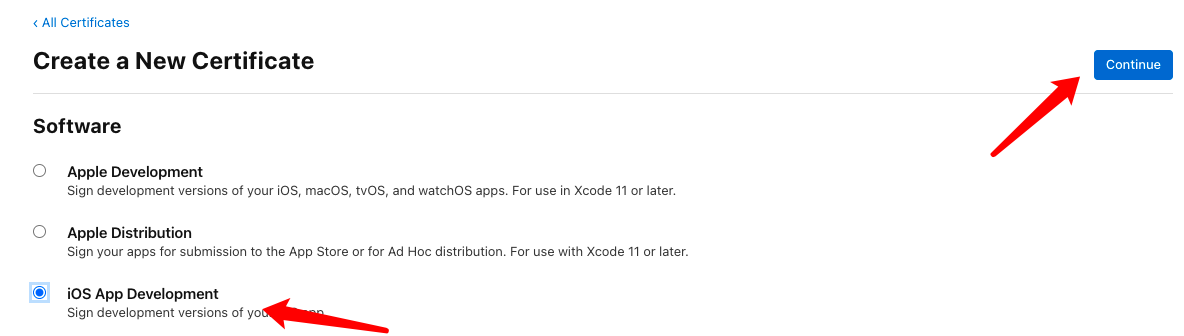 ‹ All Certificates
Create a New Certificate
Continue
Software
Apple Development
Sign development versions of your iOS, macOS, tvOS, and watchOS apps. For use in Xcode 11 or later.
Apple Distribution
Sign your apps for submission to the App Store or for Ad Hoc distribution. For use with Xcode 11 or later.
iOS App Development
Sign development versions of app.